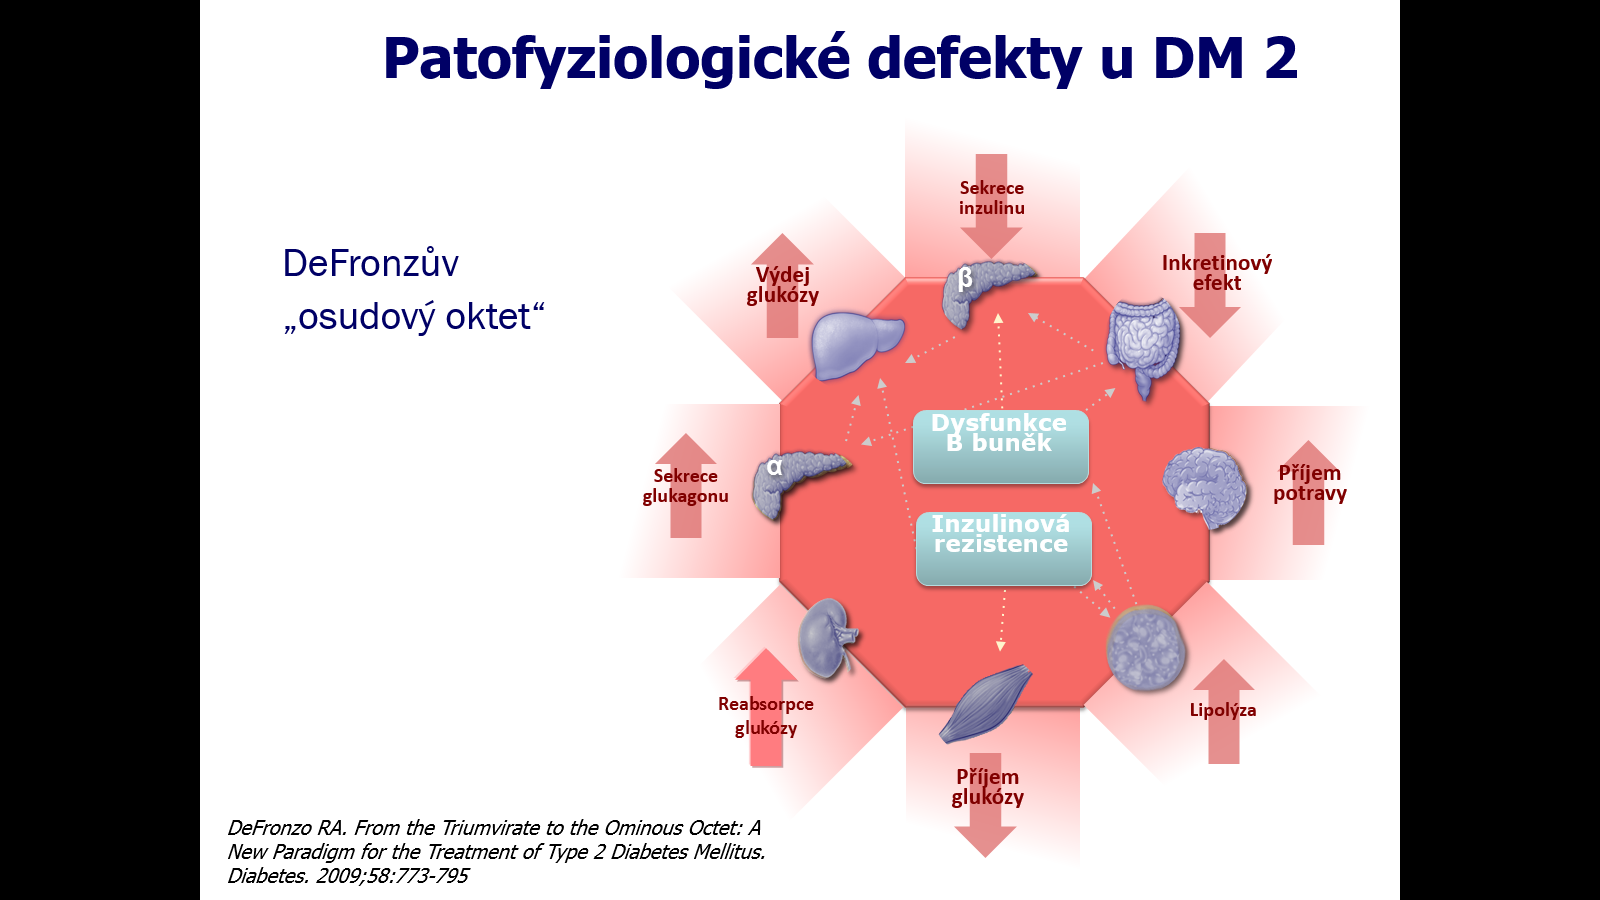 Patofyziologické defekty u DM 2
DeFronzův
„osudový oktet“
Sekrece
inzulinu
β
Inkretinový
efekt
Výdej
glukózy
Dysfunkce
B buněk
Příjem
potravy
α
Sekrece
glukagonu
Inzulinová
rezistence
Reabsorpce
glukózy
Lipolýza
Příjem
glukózy
DeFronzo RA. From the Triumvirate to the Ominous Octet: A
New Paradigm for the Treatment of Type 2 Diabetes Mellitus.
Diabetes. 2009;58:773-795